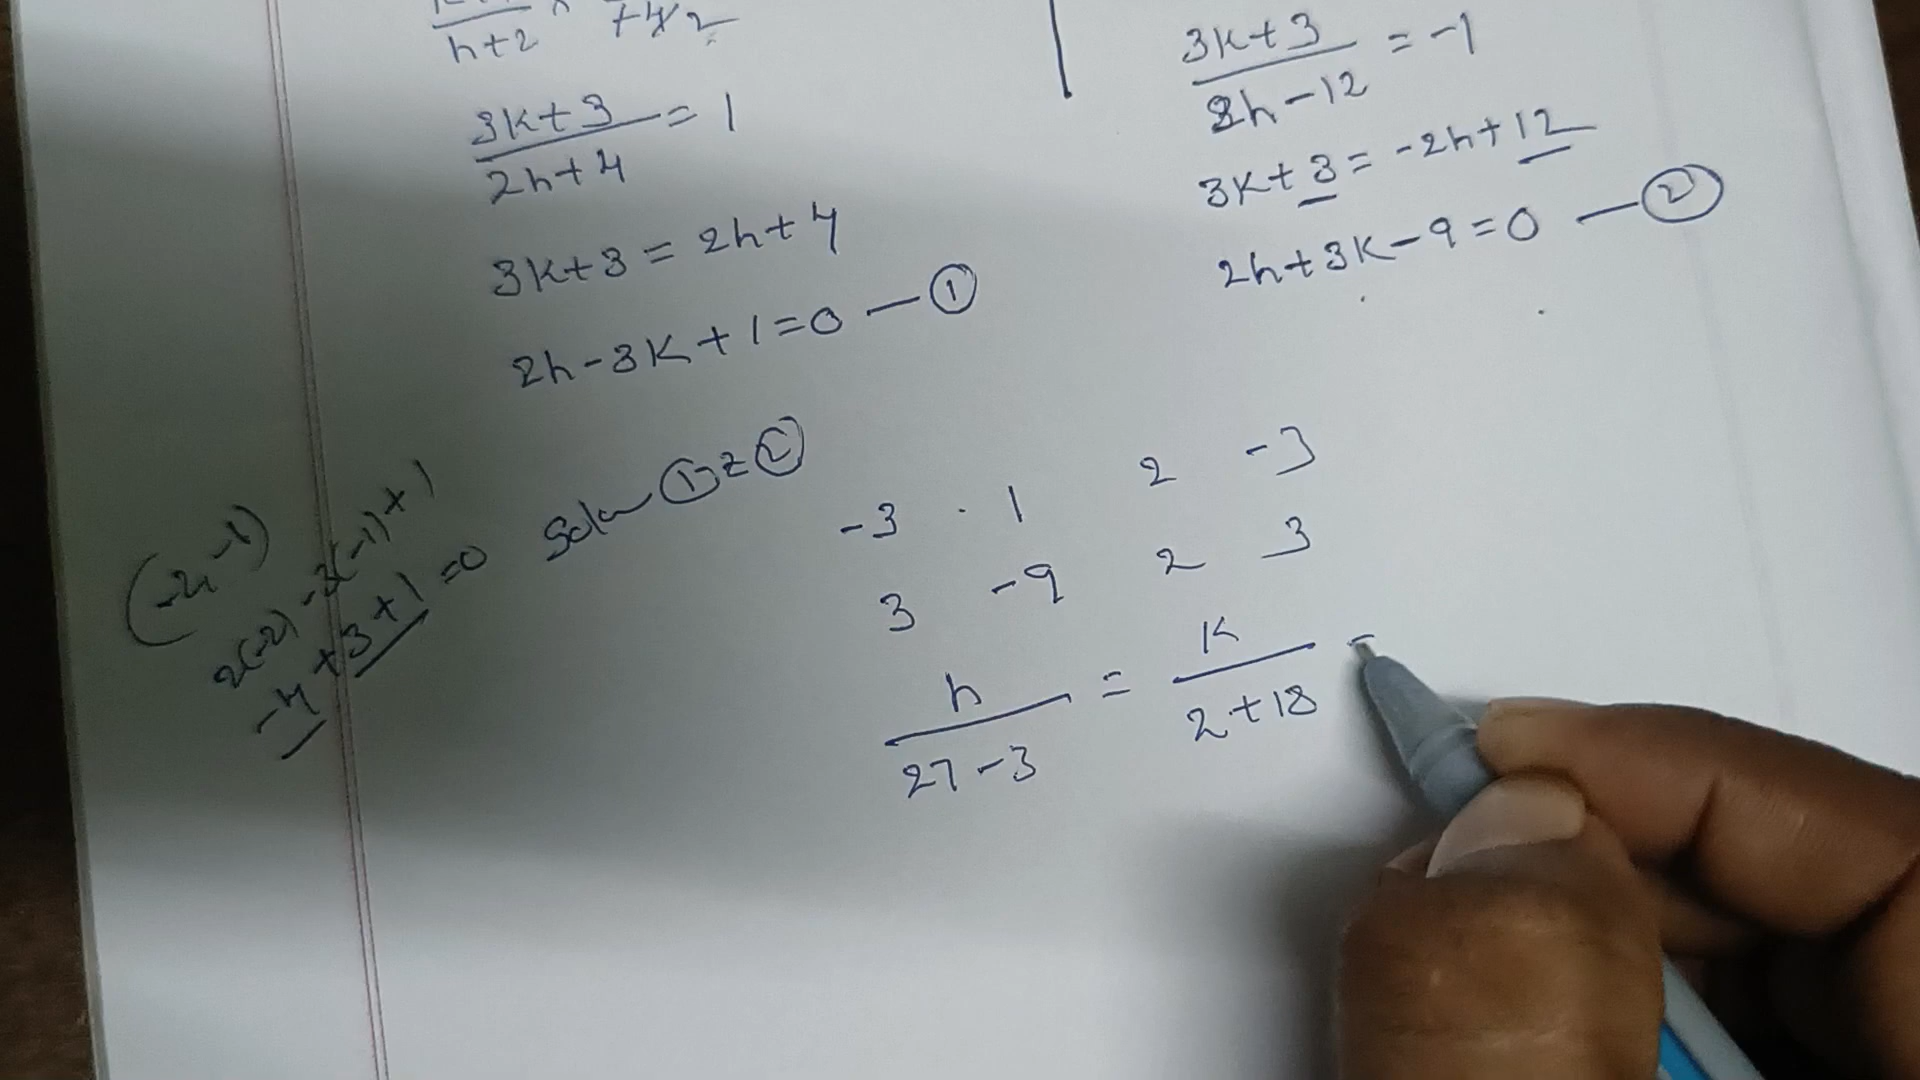 h+2
3k+3/2h+4 = 1
3k+3 = 2h+4
2h-3k+1=0 —①
3k+3/2h-12 = -1
3k+3 = -2h+12
2h+3k-9=0 —②
(-2,-1)
2(-2)-3(-1)+1
-4+3+1=0
①
②
-3 1 2 -3
3 -9 2 3
h/27-3 = k/2+18 =